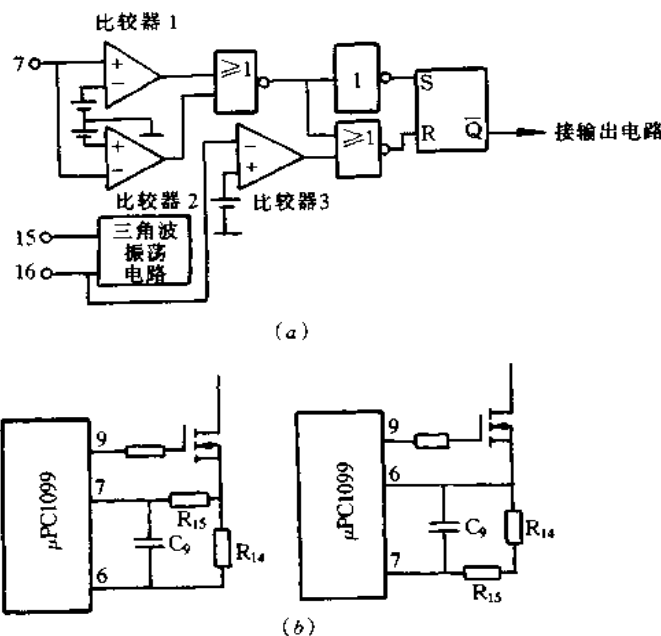 比较器 1
7
+
−
≥1
1
S
R
Q̅
接输出电路
≥1
+
−
−
+
比较器 2
比较器3
15
16
三角波
振荡
电路
(a)
μPC1099
9
7
6
R15
C9
R14
μPC1099
9
6
7
C9
R14
R15
(b)